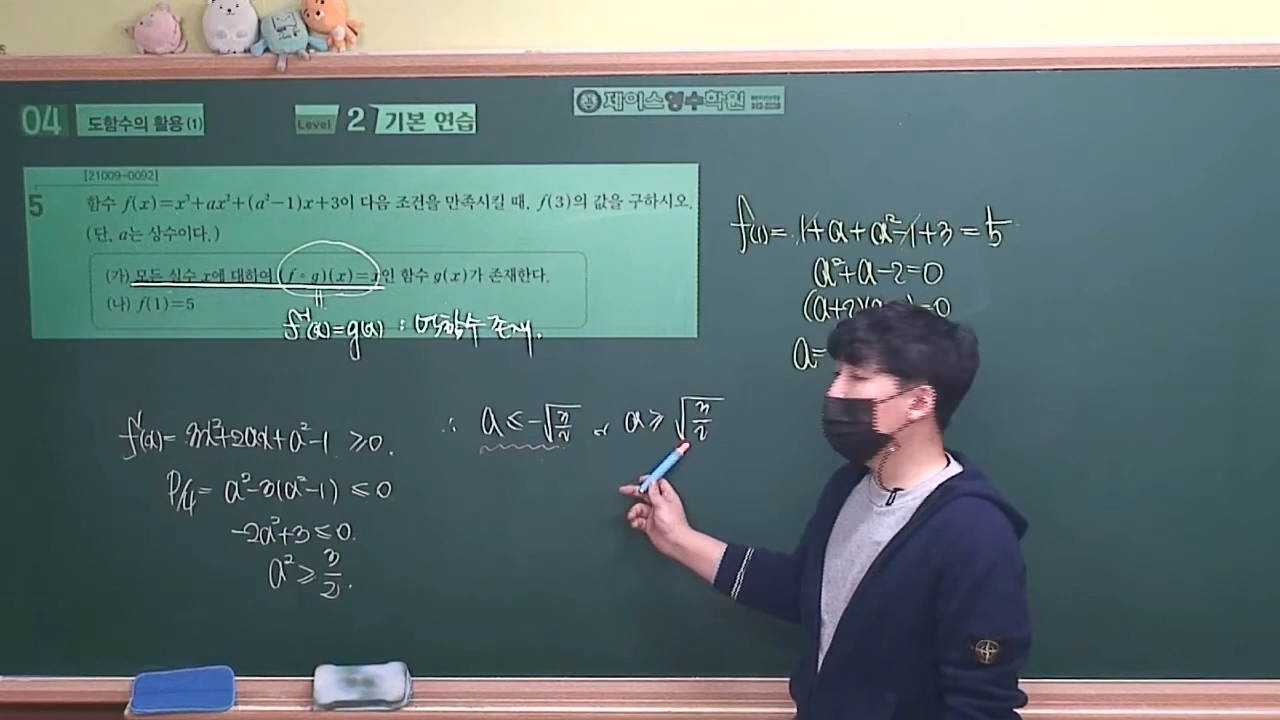 04 도함수의 활용(1) Level 2 기본 연습
제이스영수학원
[21009-0092]
5 함수 f(x)=x³+ax²+(a²-1)x+3이 다음 조건을 만족시킬 때, f(3)의 값을 구하시오.
(단, a는 상수이다.)
(가) 모든 실수 x에 대하여 (f∘g)(x)=x인 함수 g(x)가 존재한다.
(나) f(1)=5
f⁻¹(x)=g(x) : 역함수 존재.
f'(x)=3x²+2ax+a²-1 ≥0.
D/4= a²-3(a²-1) ≤0
-2a²+3≤0.
a²≥3/2.
∴ a≤-√(3/2) or a≥√(3/2)
f(1)= 1+a+a²-1+3=5
a²+a-2=0
(a+2)( )=0
a=